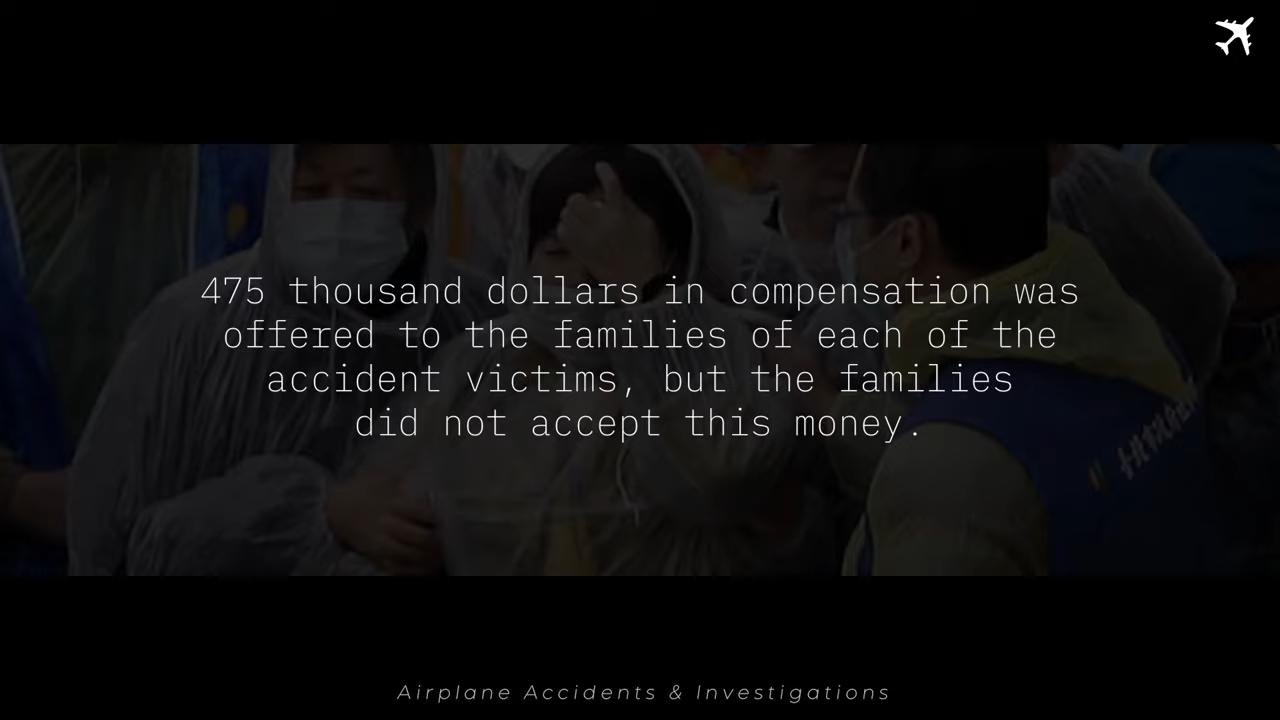 475 thousand dollars in compensation was
offered to the families of each of the
accident victims, but the families
did not accept this money.
Airplane Accidents & Investigations